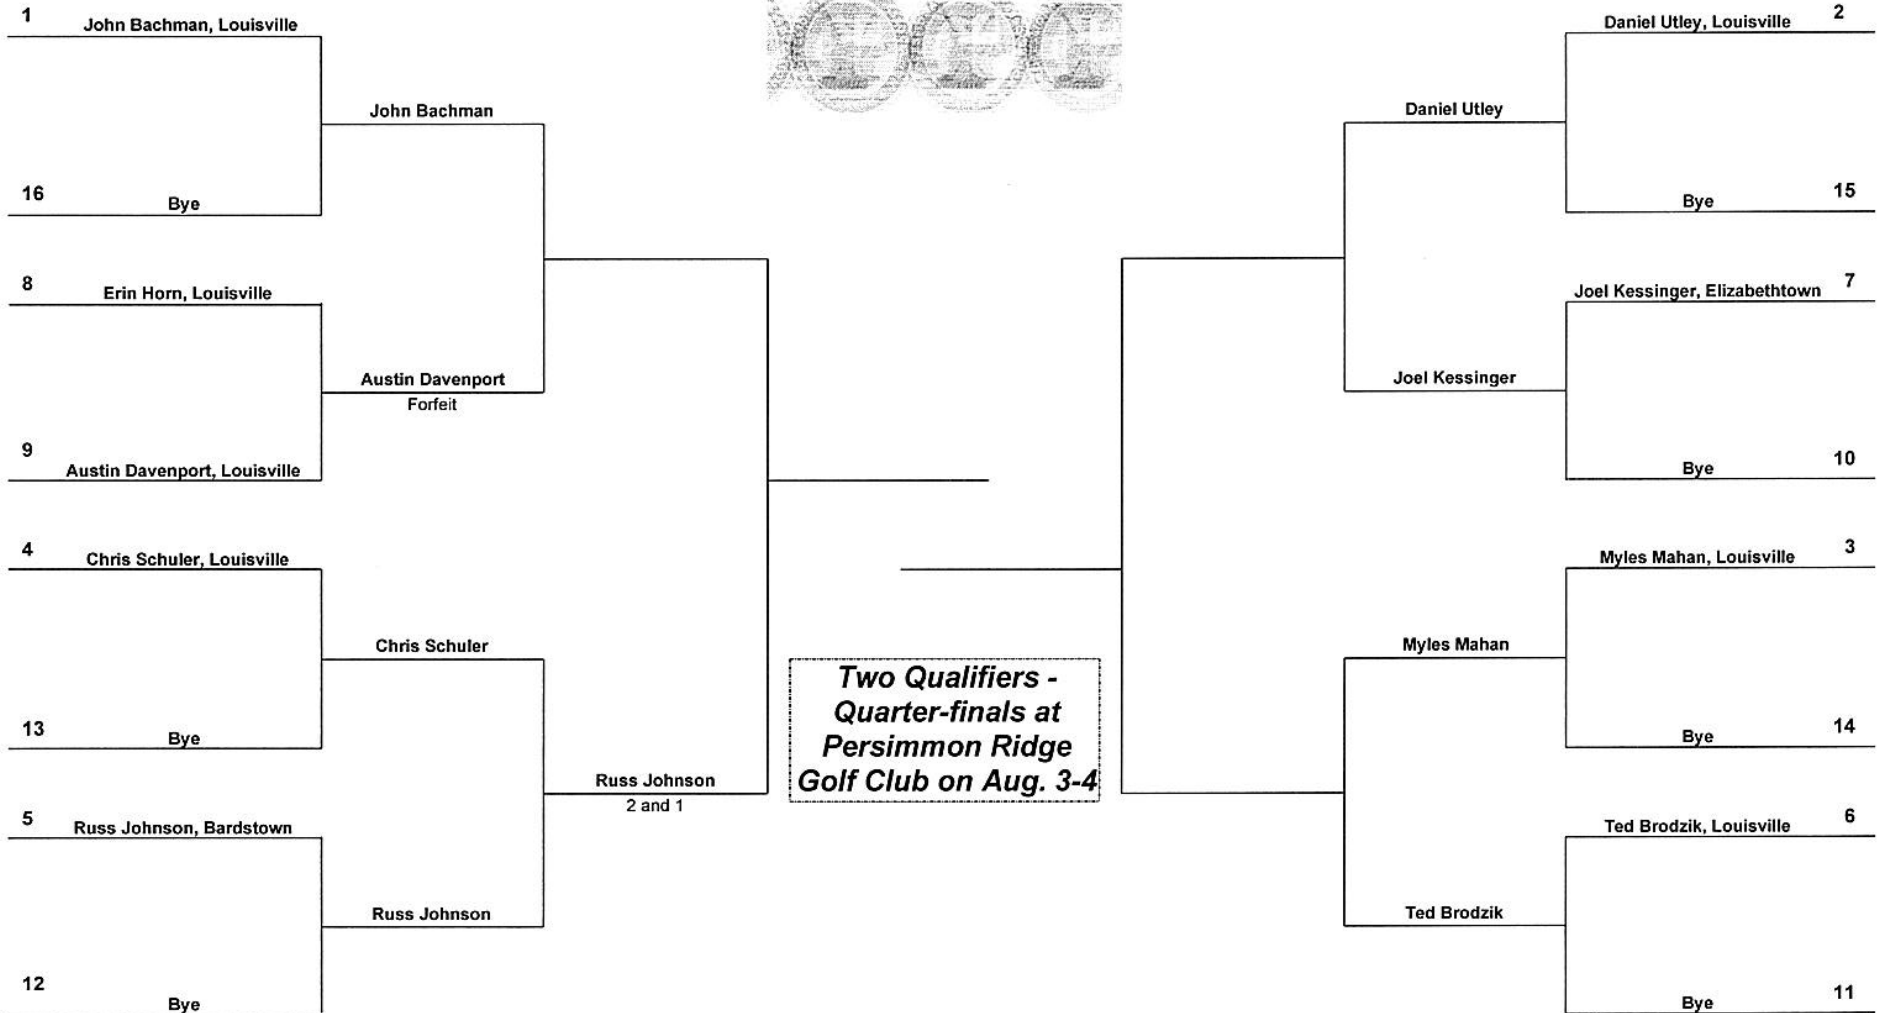 1
John Bachman, Louisville
John Bachman
16
Bye
8
Erin Horn, Louisville
Austin Davenport
Forfeit
9
Austin Davenport, Louisville
4
Chris Schuler, Louisville
Chris Schuler
13
Bye
Russ Johnson
2 and 1
5
Russ Johnson, Bardstown
Russ Johnson
12
Bye
Two Qualifiers -
Quarter-finals at
Persimmon Ridge
Golf Club on Aug. 3-4
2
Daniel Utley, Louisville
Daniel Utley
15
Bye
7
Joel Kessinger, Elizabethtown
Joel Kessinger
10
Bye
3
Myles Mahan, Louisville
Myles Mahan
14
Bye
6
Ted Brodzik, Louisville
Ted Brodzik
11
Bye